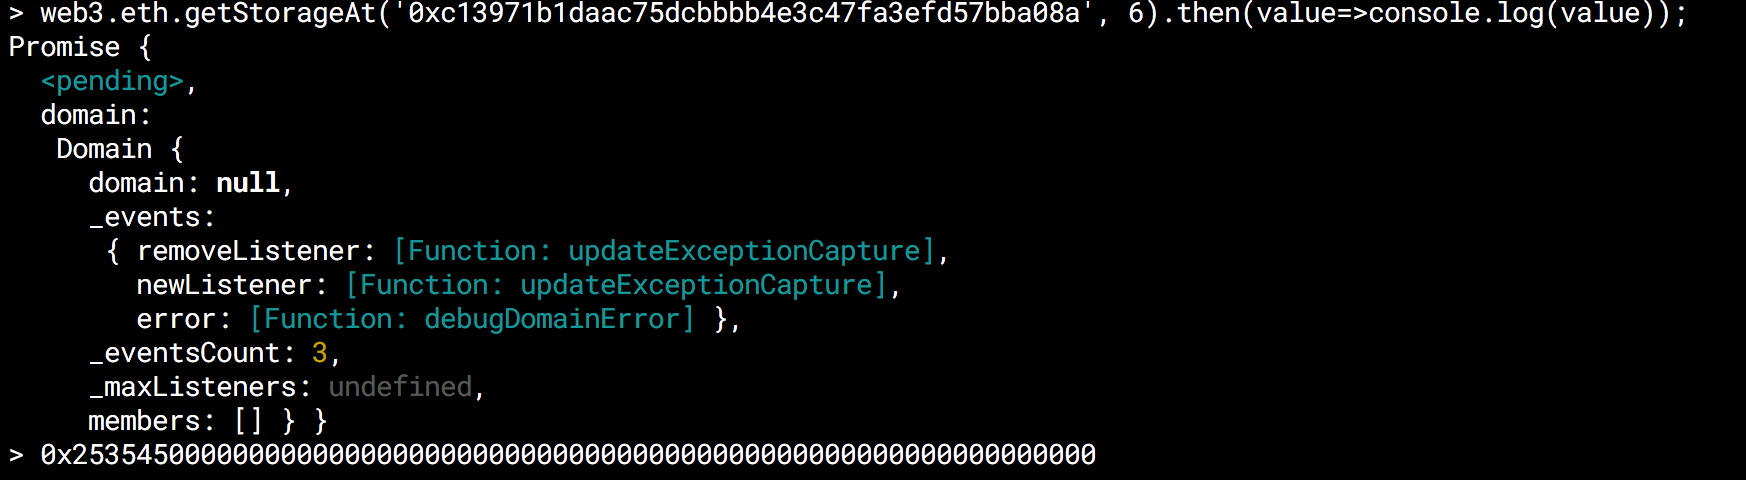 > web3.eth.getStorageAt('0xc13971b1daac75dcbbbb4e3c47fa3efd57bba08a', 6).then(value=>console.log(value));
Promise {
<pending>,
domain:
Domain {
domain: null,
_events:
{ removeListener: [Function: updateExceptionCapture],
newListener: [Function: updateExceptionCapture],
error: [Function: debugDomainError] },
_eventsCount: 3,
_maxListeners: undefined,
members: [] } }
> 0x2535450000000000000000000000000000000000000000000000000000000000